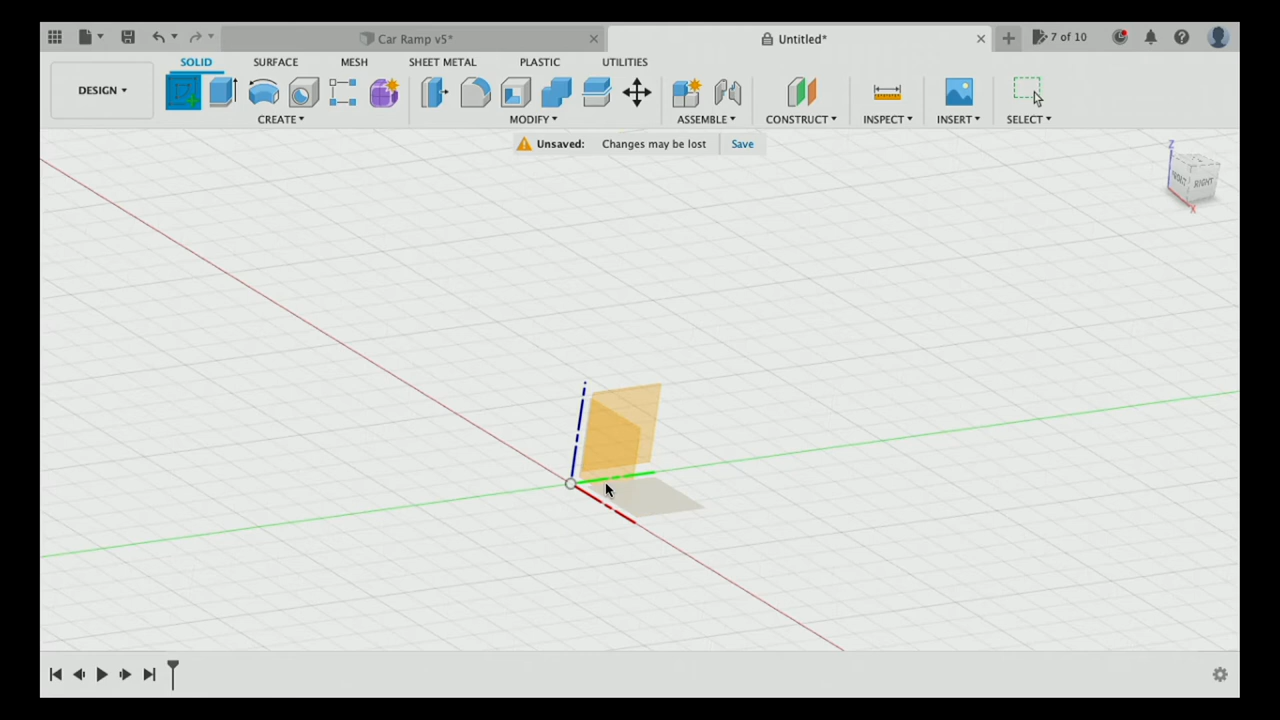 Car Ramp v5*
Untitled*
7 of 10
DESIGN
SOLID
SURFACE
MESH
SHEET METAL
PLASTIC
UTILITIES
CREATE
MODIFY
ASSEMBLE
CONSTRUCT
INSPECT
INSERT
SELECT
Unsaved: Changes may be lost Save
Z
RIGHT
X